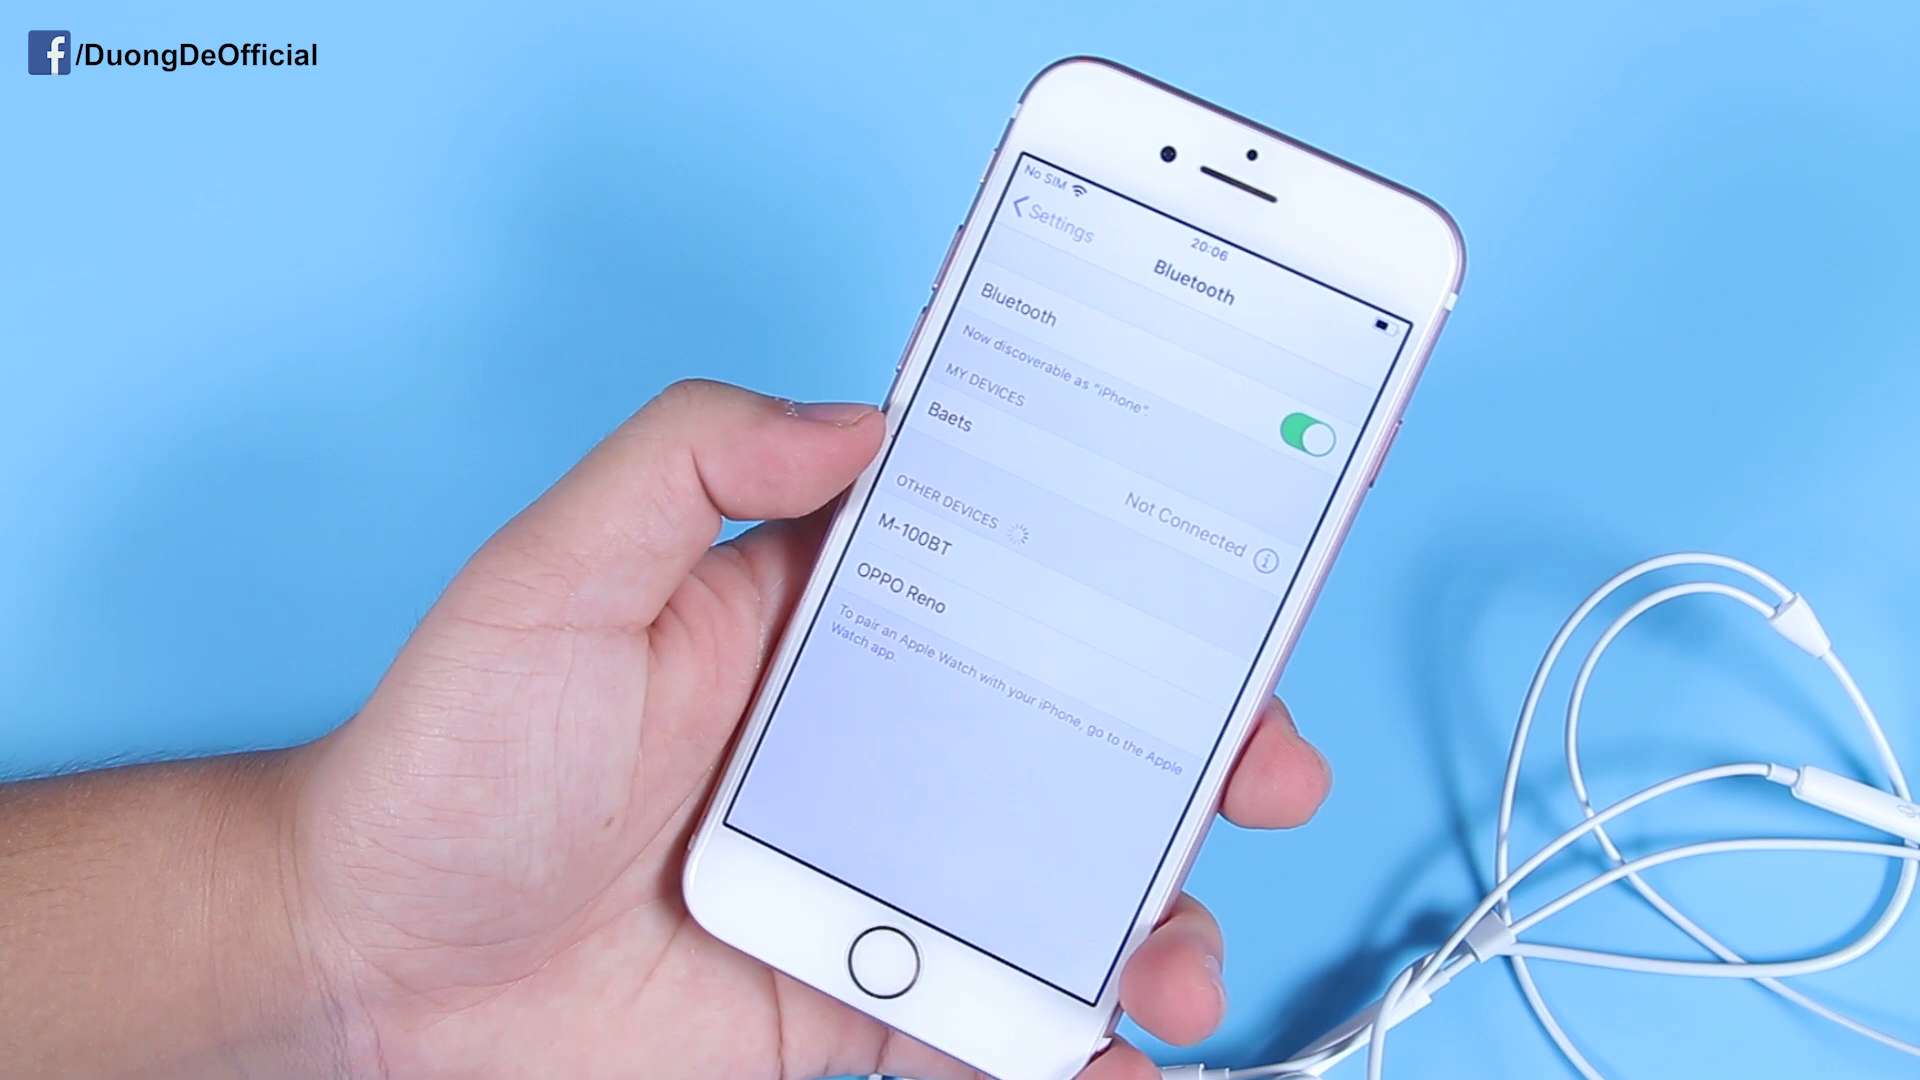 f/DuongDeOfficial
No SIM
20:06
Settings
Bluetooth
Bluetooth
Now discoverable as "iPhone".
MY DEVICES
Baets
Not Connected
OTHER DEVICES
M-100BT
OPPO Reno
To pair an Apple Watch with your iPhone, go to the Apple
Watch app.